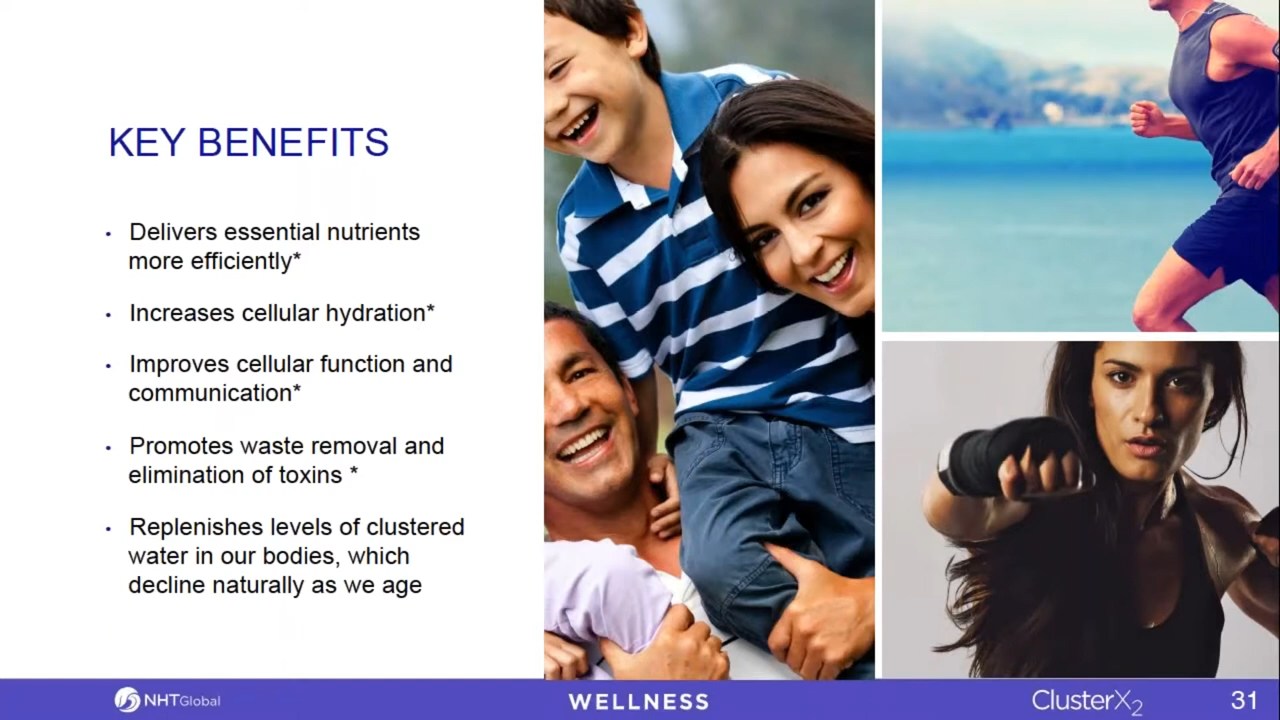 KEY BENEFITS
• Delivers essential nutrients
more efficiently*
• Increases cellular hydration*
• Improves cellular function and
communication*
• Promotes waste removal and
elimination of toxins *
• Replenishes levels of clustered
water in our bodies, which
decline naturally as we age
NHTGlobal
WELLNESS
ClusterX2
31